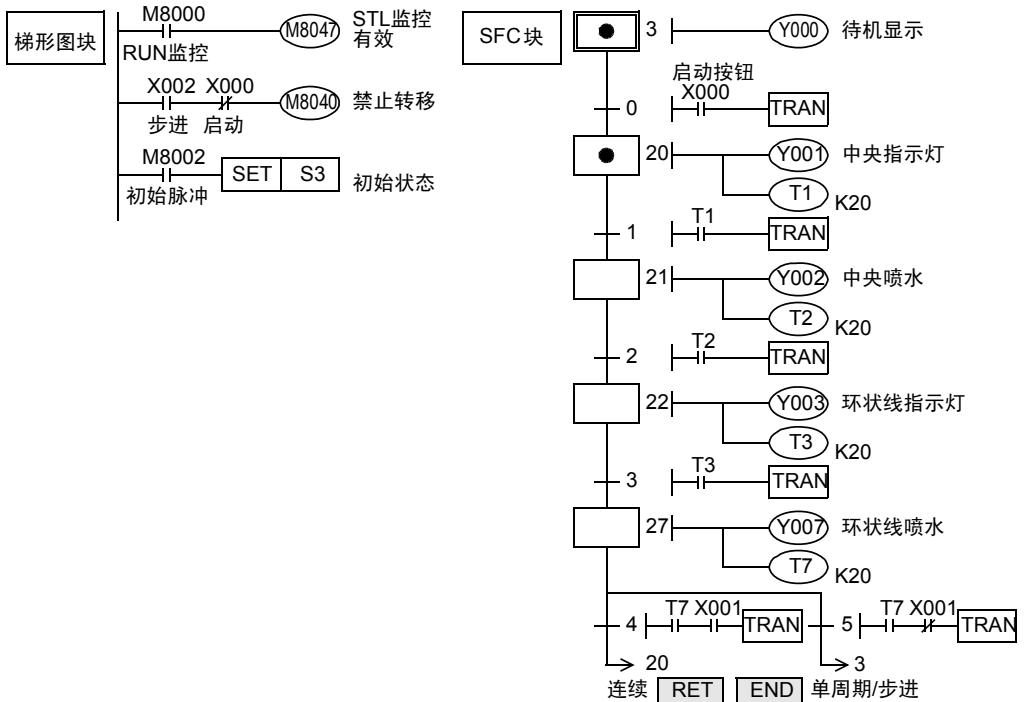 梯形图块
M8000
M8047
STL监控
有效
RUN监控
X002 X000
M8040
禁止转移
步进 启动
M8002
SET S3
初始状态
初始脉冲
SFC块
3
Y000
待机显示
启动按钮
X000
0
TRAN
20
Y001
中央指示灯
T1
K20
T1
1
TRAN
21
Y002
中央喷水
T2
K20
T2
2
TRAN
22
Y003
环状线指示灯
T3
K20
T3
3
TRAN
27
Y007
环状线喷水
T7
K20
T7 X001
4
TRAN
T7 X001
5
TRAN
20
3
连续 RET END 单周期/步进